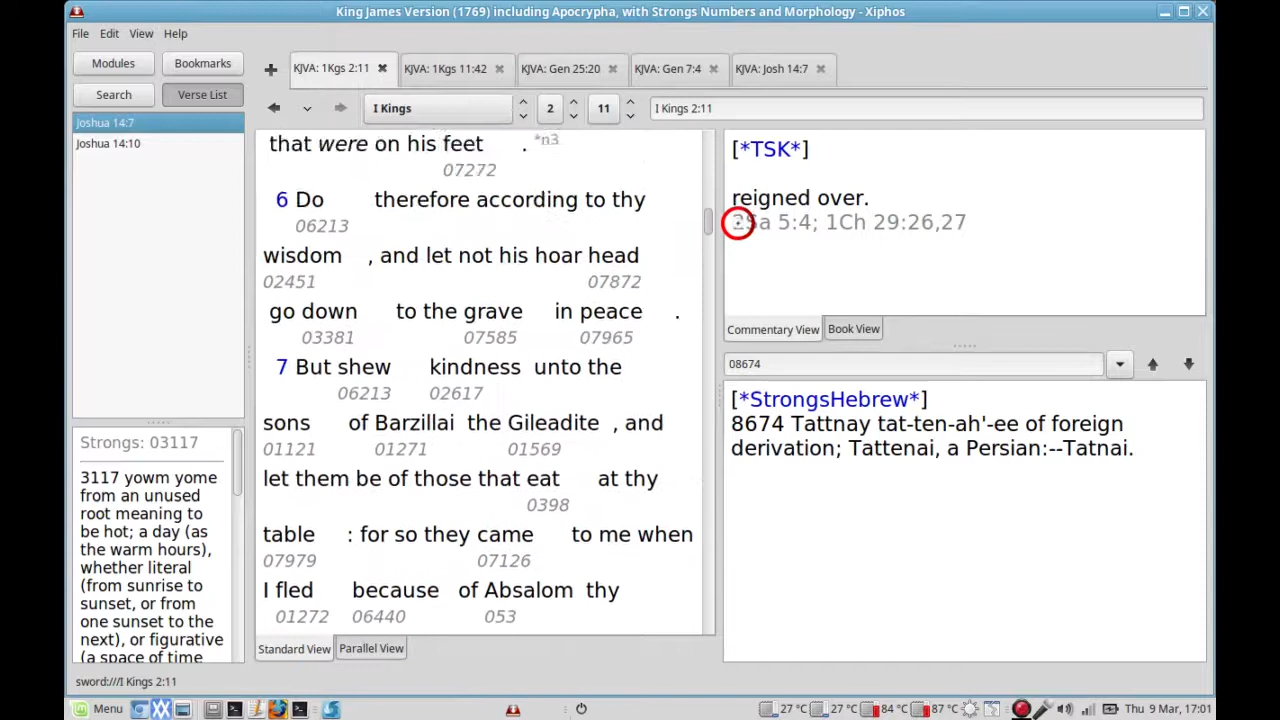 King James Version (1769) including Apocrypha, with Strongs Numbers and Morphology - Xiphos
File Edit View Help
Modules Bookmarks
Search Verse List
Joshua 14:7
Joshua 14:10
Strongs: 03117
3117 yowm yome
from an unused
root meaning to
be hot; a day (as
the warm hours),
whether literal
(from sunrise to
sunset, or from
one sunset to the
next), or figurative
(a space of time
KJVA: 1Kgs 2:11 KJVA: 1Kgs 11:42 KJVA: Gen 25:20 KJVA: Gen 7:4 KJVA: Josh 14:7
I Kings 2 11 I Kings 2:11
that were on his feet . *n3
07272
6 Do therefore according to thy
06213
wisdom , and let not his hoar head
02451 07872
go down to the grave in peace .
03381 07585 07965
7 But shew kindness unto the
06213 02617
sons of Barzillai the Gileadite , and
01121 01271 01569
let them be of those that eat at thy
0398
table : for so they came to me when
07979 07126
I fled because of Absalom thy
01272 06440 053
Standard View Parallel View
[*TSK*]
reigned over.
2Sa 5:4; 1Ch 29:26,27
Commentary View Book View
08674
[*StrongsHebrew*]
8674 Tattnay tat-ten-ah'-ee of foreign
derivation; Tattenai, a Persian:--Tatnai.
sword:///I Kings 2:11
Menu 27 °C 27 °C 84 °C 87 °C Thu 9 Mar, 17:01